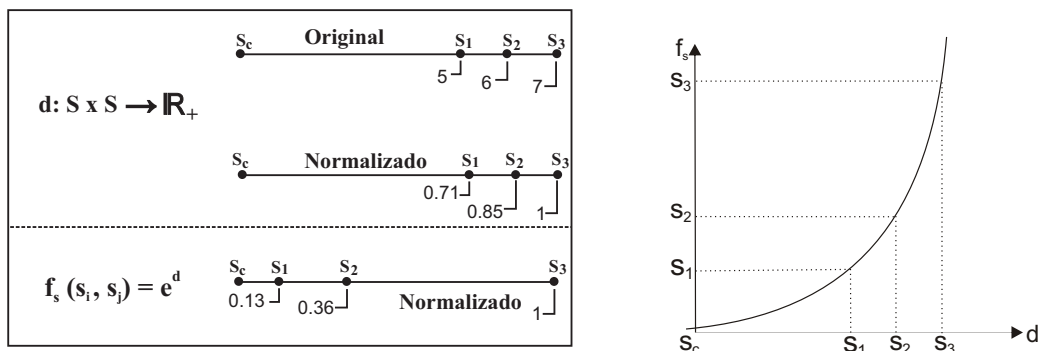 Sc Original S1 S2 S3
5 6 7
d: S x S → ℝ+
Sc Normalizado S1 S2 S3
0.71 0.85 1
fs (si, sj) = e^d
Sc S1 S2 S3
0.13 0.36 Normalizado 1
fs
S3
S2
S1
Sc S1 S2 S3 d